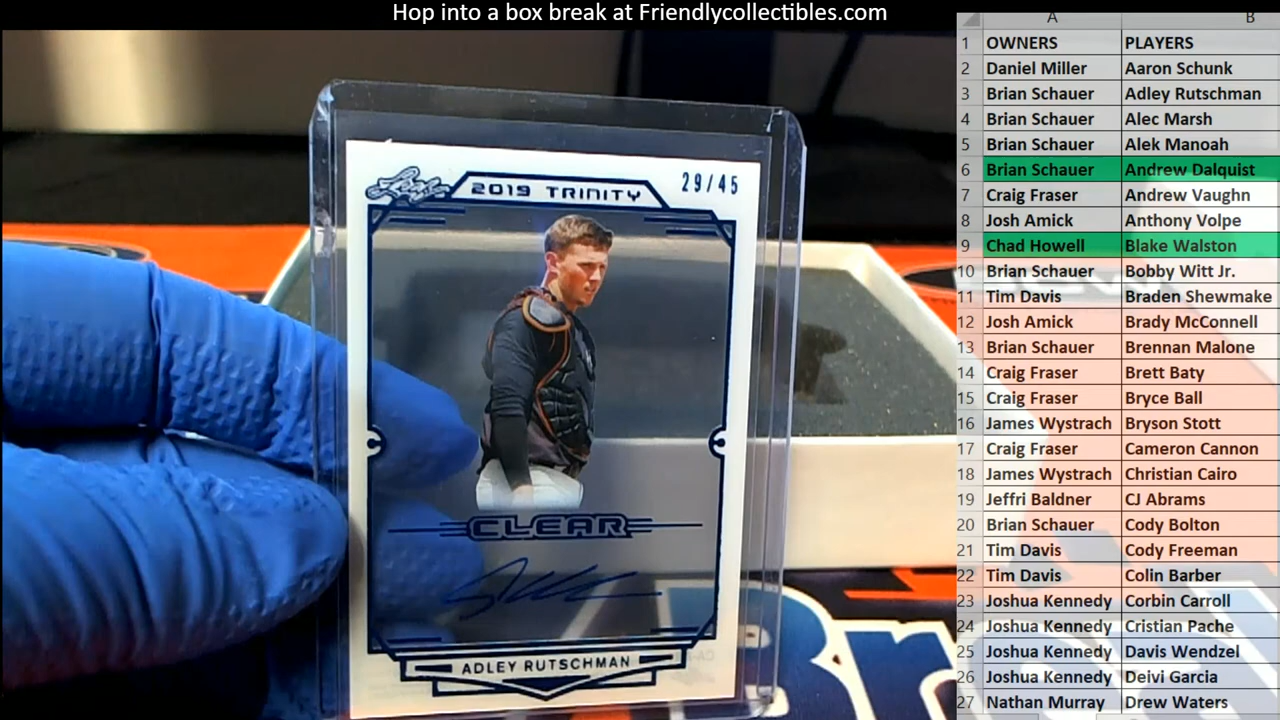 Hop into a box break at Friendlycollectibles.com
Leaf
2019 TRINITY
29/45
CLEAR
ADLEY RUTSCHMAN
A B
1 OWNERS PLAYERS
2 Daniel Miller Aaron Schunk
3 Brian Schauer Adley Rutschman
4 Brian Schauer Alec Marsh
5 Brian Schauer Alek Manoah
6 Brian Schauer Andrew Dalquist
7 Craig Fraser Andrew Vaughn
8 Josh Amick Anthony Volpe
9 Chad Howell Blake Walston
10 Brian Schauer Bobby Witt Jr.
11 Tim Davis Braden Shewmake
12 Josh Amick Brady McConnell
13 Brian Schauer Brennan Malone
14 Craig Fraser Brett Baty
15 Craig Fraser Bryce Ball
16 James Wystrach Bryson Stott
17 Craig Fraser Cameron Cannon
18 James Wystrach Christian Cairo
19 Jeffri Baldner CJ Abrams
20 Brian Schauer Cody Bolton
21 Tim Davis Cody Freeman
22 Tim Davis Colin Barber
23 Joshua Kennedy Corbin Carroll
24 Joshua Kennedy Cristian Pache
25 Joshua Kennedy Davis Wendzel
26 Joshua Kennedy Deivi Garcia
27 Nathan Murray Drew Waters